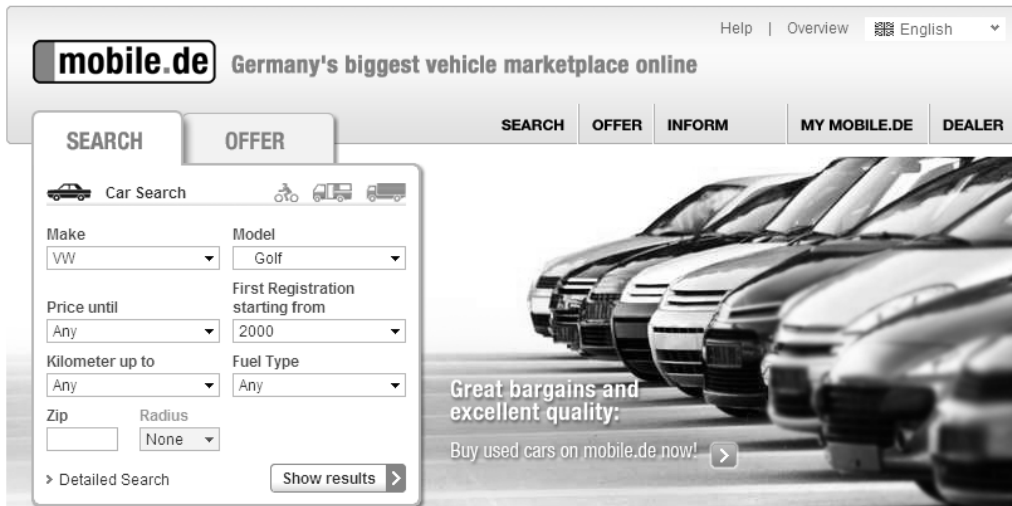 Help | Overview English
mobile.de Germany's biggest vehicle marketplace online
SEARCH OFFER INFORM MY MOBILE.DE DEALER
SEARCH OFFER
Car Search
Make Model
VW Golf
First Registration
Price until starting from
Any 2000
Kilometer up to Fuel Type
Any Any
Zip Radius
None
> Detailed Search Show results >
Great bargains and
excellent quality:
Buy used cars on mobile.de now! >